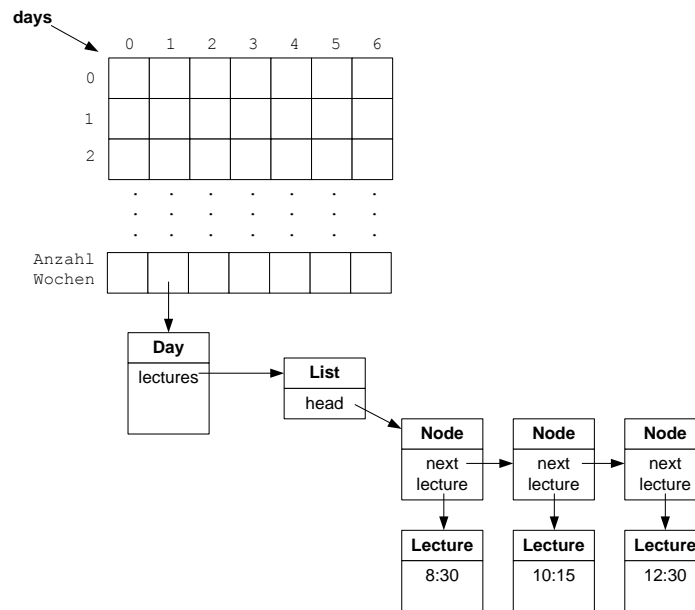 days
0 1 2 3 4 5 6
0
1
2
Anzahl
Wochen
Day
lectures
List
head
Node Node Node
next next next
lecture lecture lecture
Lecture Lecture Lecture
8:30 10:15 12:30